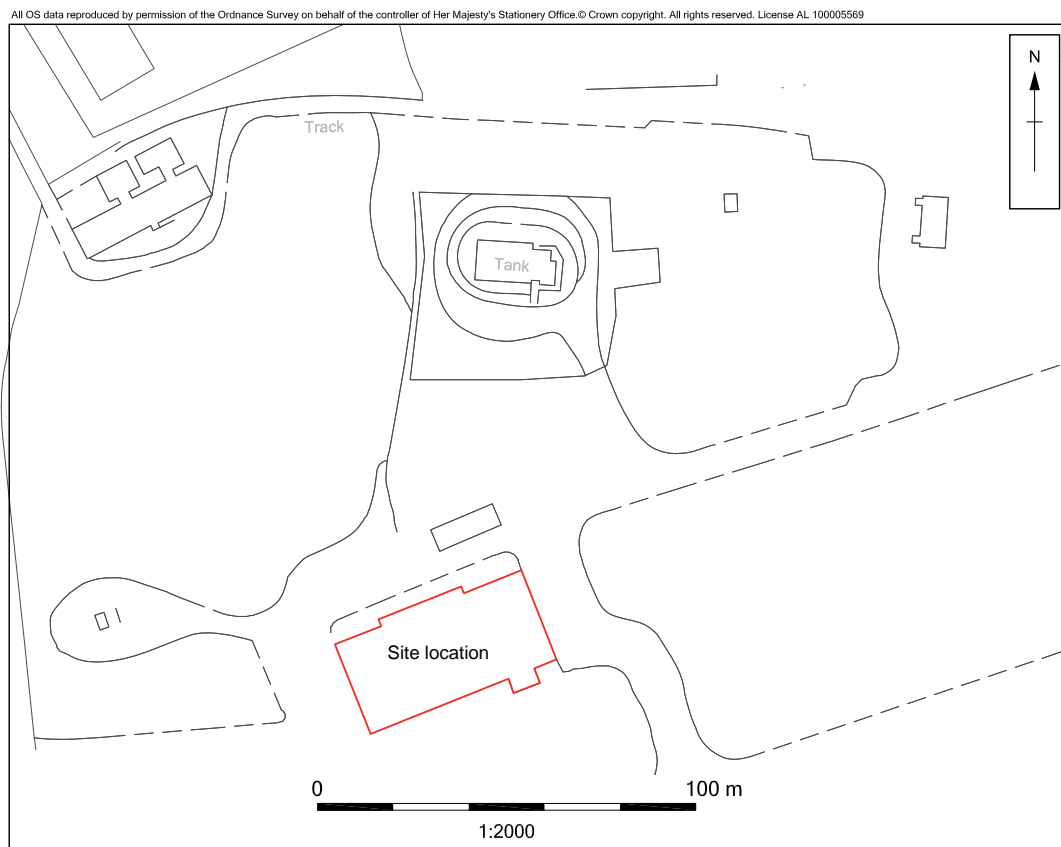 All OS data reproduced by permission of the Ordnance Survey on behalf of the controller of Her Majesty's Stationery Office.© Crown copyright. All rights reserved. License AL 100005569
N
Track
Tank
Site location
0 100 m
1:2000